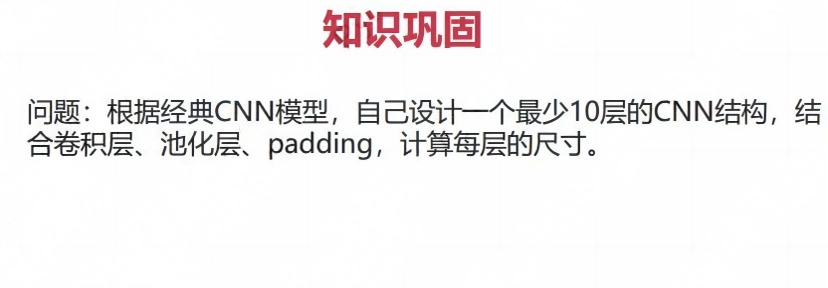 知识巩固
问题：根据经典CNN模型，自己设计一个最少10层的CNN结构，结
合卷积层、池化层、padding，计算每层的尺寸。